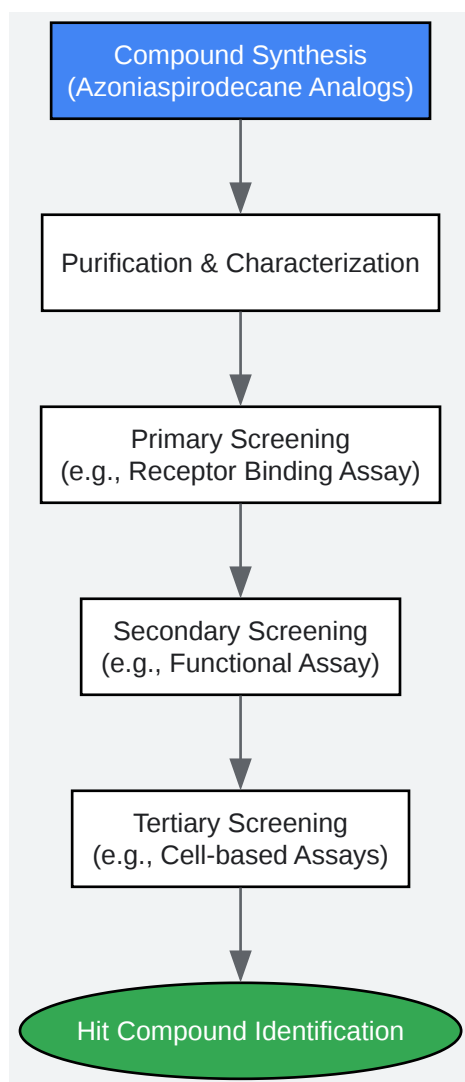 Compound Synthesis
(Azoniaspirodecane Analogs)
Purification & Characterization
Primary Screening
(e.g., Receptor Binding Assay)
Secondary Screening
(e.g., Functional Assay)
Tertiary Screening
(e.g., Cell-based Assays)
Hit Compound Identification